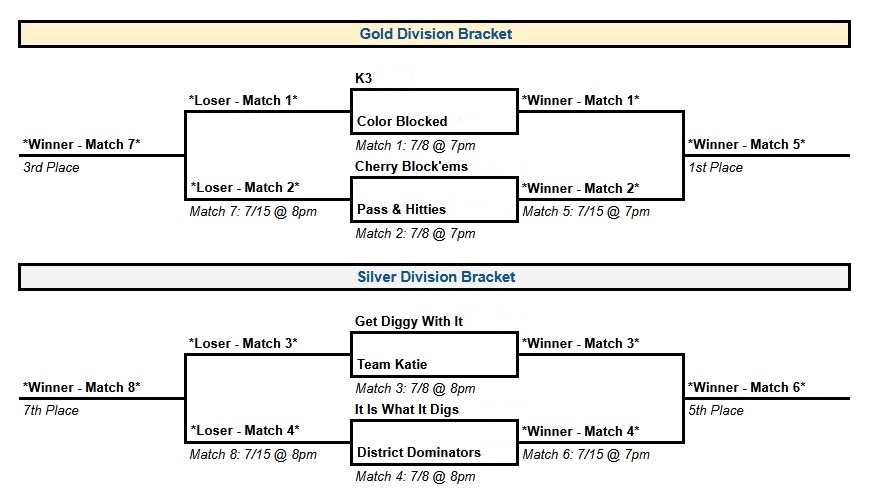 Gold Division Bracket
K3
*Loser - Match 1*
*Winner - Match 1*
Color Blocked
*Winner - Match 7*
Match 1: 7/8 @ 7pm
*Winner - Match 5*
3rd Place
Cherry Block'ems
1st Place
*Loser - Match 2*
*Winner - Match 2*
Pass & Hitties
Match 7: 7/15 @ 8pm
Match 5: 7/15 @ 7pm
Match 2: 7/8 @ 7pm
Silver Division Bracket
Get Diggy With It
*Loser - Match 3*
*Winner - Match 3*
Team Katie
*Winner - Match 8*
Match 3: 7/8 @ 8pm
*Winner - Match 6*
7th Place
It Is What It Digs
5th Place
*Loser - Match 4*
*Winner - Match 4*
District Dominators
Match 8: 7/15 @ 8pm
Match 6: 7/15 @ 7pm
Match 4: 7/8 @ 8pm